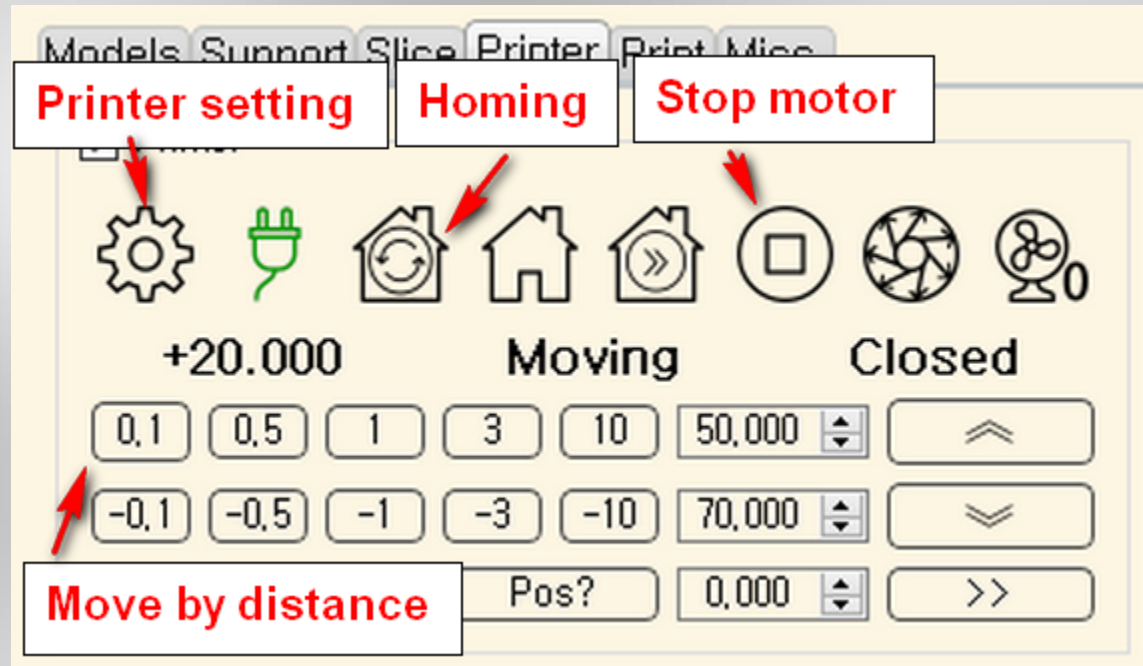 Models Support Slice Printer Print Misc.
Printer setting
Homing
Stop motor
0
+20.000 Moving Closed
0,1 0,5 1 3 10 50,000
-0,1 -0,5 -1 -3 -10 70,000
Move by distance
Pos? 0,000 >>